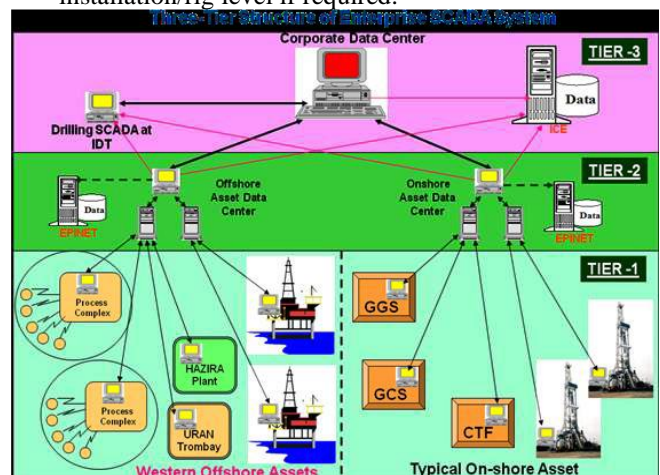 installation/rig level if required.
Three-Tier Structure of Enterprise SCADA System
Corporate Data Center
TIER -3
Data
ICE
Drilling SCADA at
IDT
TIER-2
Offshore
Asset Data
Center
Onshore
Asset Data
Center
Data
EPINET
Data
EPINET
TIER-1
Process
Complex
GGS
HAZIRA
Plant
GCS
Process
Complex
URAN
Trombay
CTF
Western Offshore Assets
Typical On-shore Asset